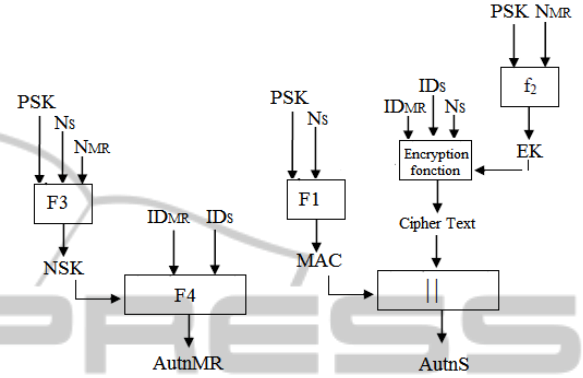 PSK NMR
f2
EK
IDS
IDMR NS
Encryption
fonction
Cipher Text
PSK
NS
F1
MAC
||
AutnS
PSK
NS
NMR
F3
NSK
IDMR IDS
F4
AutnMR
PRESS